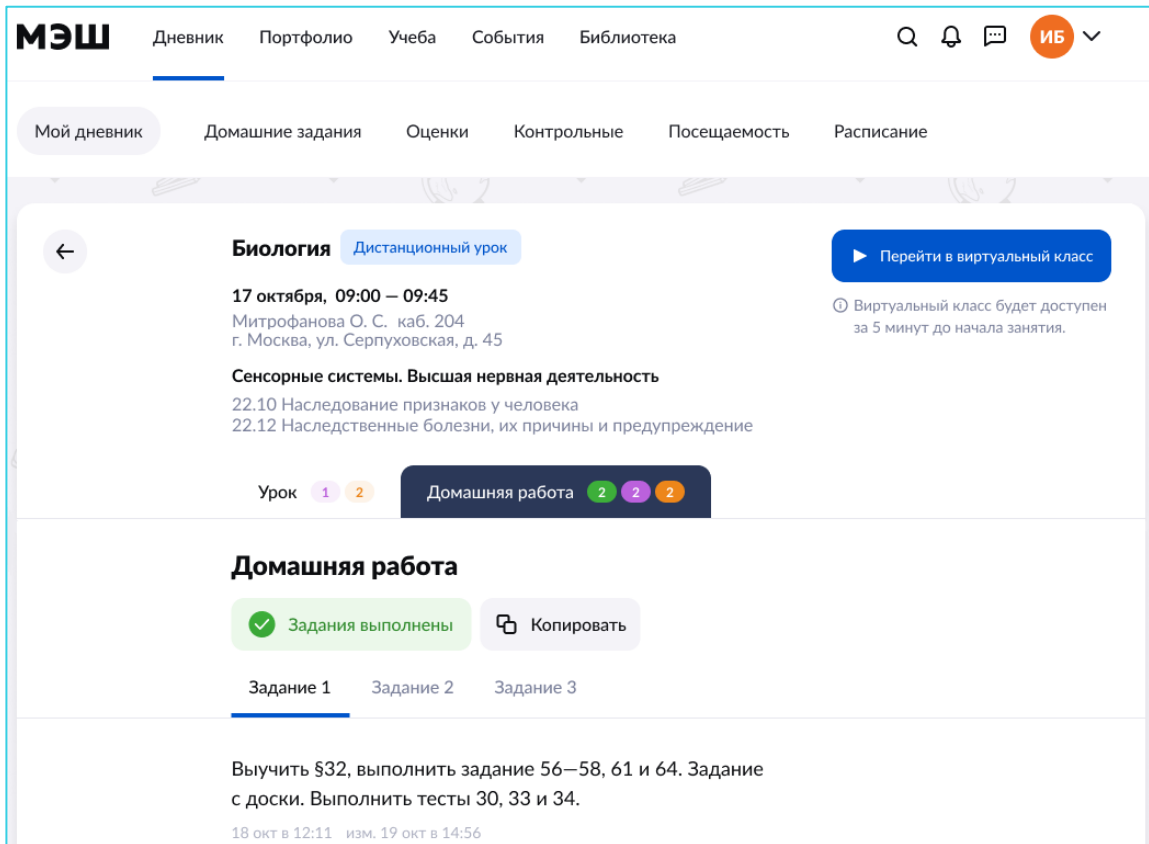 МЭШ Дневник Портфолио Учеба События Библиотека ИБ
Мой дневник Домашние задания Оценки Контрольные Посещаемость Расписание
Биология Дистанционный урок
Перейти в виртуальный класс
17 октября, 09:00 — 09:45
Митрофанова О. С. каб. 204
г. Москва, ул. Серпуховская, д. 45
Виртуальный класс будет доступен
за 5 минут до начала занятия.
Сенсорные системы. Высшая нервная деятельность
22.10 Наследование признаков у человека
22.12 Наследственные болезни, их причины и предупреждение
Урок 1 2 Домашняя работа 2 2 2
Домашняя работа
Задания выполнены Копировать
Задание 1 Задание 2 Задание 3
Выучить §32, выполнить задание 56—58, 61 и 64. Задание
с доски. Выполнить тесты 30, 33 и 34.
18 окт в 12:11 изм. 19 окт в 14:56